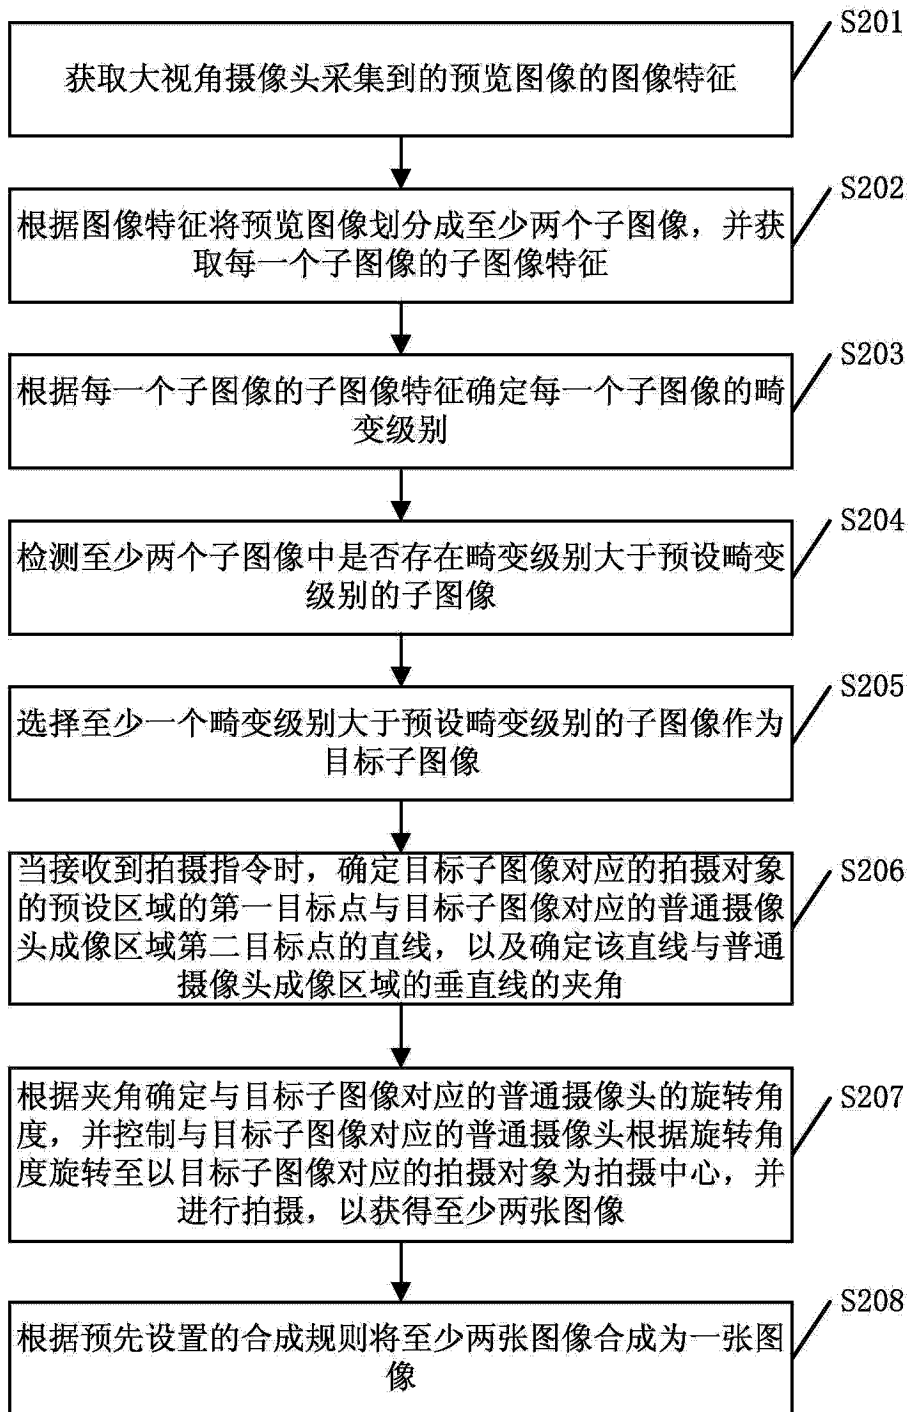 S201
获取大视角摄像头采集到的预览图像的图像特征
S202
根据图像特征将预览图像划分成至少两个子图像，并获
取每一个子图像的子图像特征
S203
根据每一个子图像的子图像特征确定每一个子图像的畸
变级别
S204
检测至少两个子图像中是否存在畸变级别大于预设畸变
级别的子图像
S205
选择至少一个畸变级别大于预设畸变级别的子图像作为
目标子图像
S206
当接收到拍摄指令时，确定目标子图像对应的拍摄对象
的预设区域的第一目标点与目标子图像对应的普通摄像
头成像区域第二目标点的直线，以及确定该直线与普通
摄像头成像区域的垂直线的夹角
S207
根据夹角确定与目标子图像对应的普通摄像头的旋转角
度，并控制与目标子图像对应的普通摄像头根据旋转角
度旋转至以目标子图像对应的拍摄对象为拍摄中心，并
进行拍摄，以获得至少两张图像
S208
根据预先设置的合成规则将至少两张图像合成为一张图
像